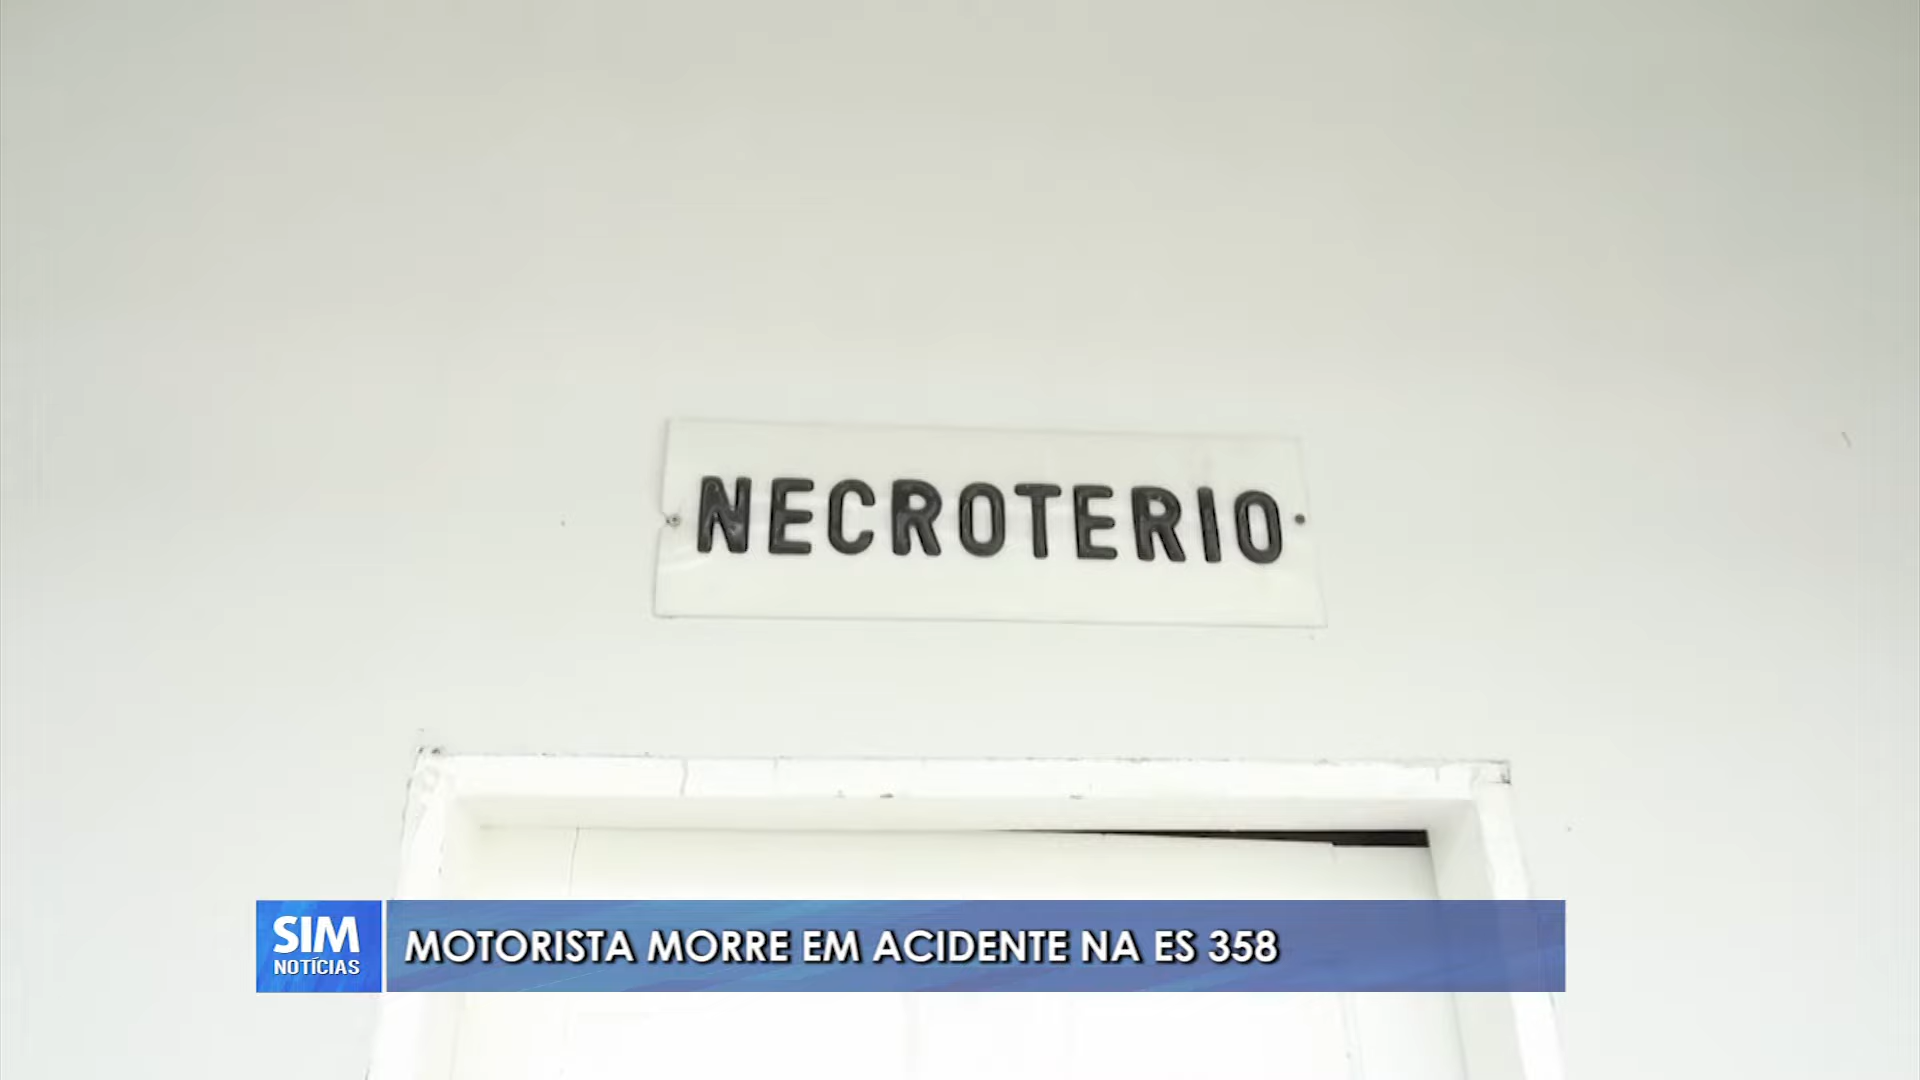 NECROTERIO
SIM
NOTÍCIAS
MOTORISTA MORRE EM ACIDENTE NA ES 358